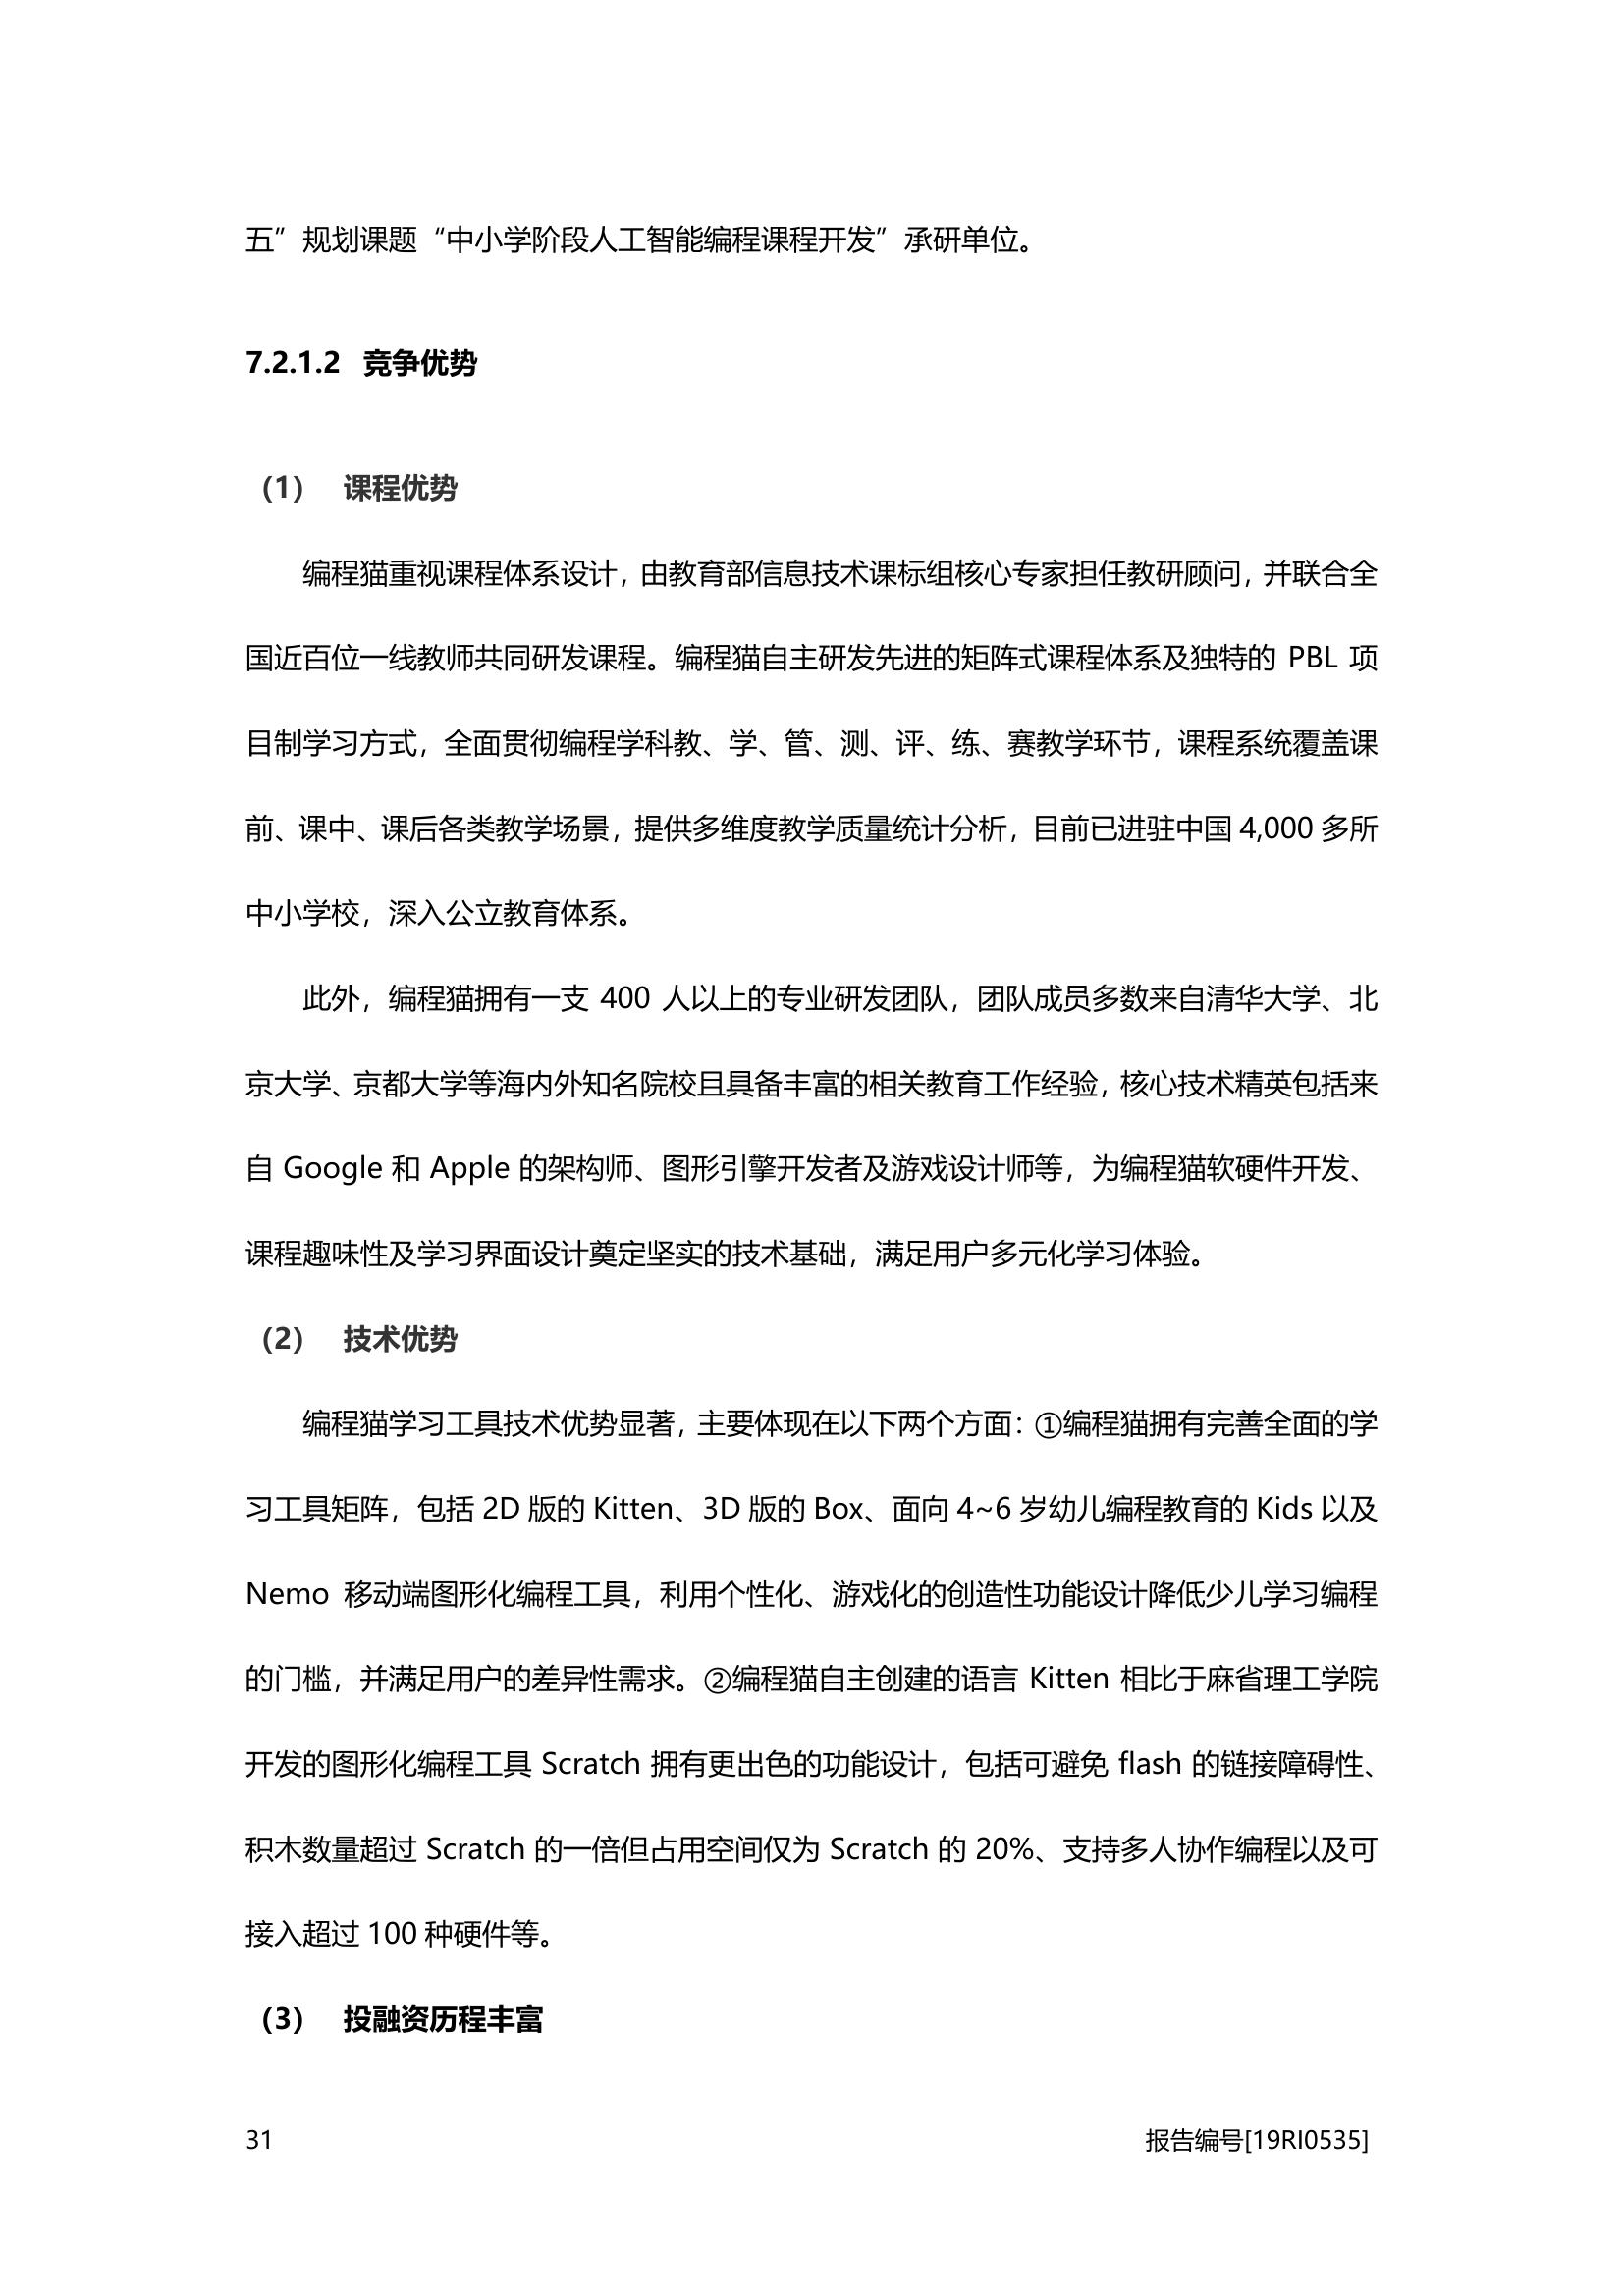 五”规划课题“中小学阶段人工智能编程课程开发”承研单位。
7.2.1.2 竞争优势
（1） 课程优势
编程猫重视课程体系设计，由教育部信息技术课标组核心专家担任教研顾问，并联合全
国近百位一线教师共同研发课程。编程猫自主研发先进的矩阵式课程体系及独特的 PBL 项
目制学习方式，全面贯彻编程学科教、学、管、测、评、练、赛教学环节，课程系统覆盖课
前、课中、课后各类教学场景，提供多维度教学质量统计分析，目前已进驻中国 4,000 多所
中小学校，深入公立教育体系。
此外，编程猫拥有一支 400 人以上的专业研发团队，团队成员多数来自清华大学、北
京大学、京都大学等海内外知名院校且具备丰富的相关教育工作经验，核心技术精英包括来
自 Google 和 Apple 的架构师、图形引擎开发者及游戏设计师等，为编程猫软硬件开发、
课程趣味性及学习界面设计奠定坚实的技术基础，满足用户多元化学习体验。
（2） 技术优势
编程猫学习工具技术优势显著，主要体现在以下两个方面：①编程猫拥有完善全面的学
习工具矩阵，包括 2D 版的 Kitten、3D 版的 Box、面向 4~6 岁幼儿编程教育的 Kids 以及
Nemo 移动端图形化编程工具，利用个性化、游戏化的创造性功能设计降低少儿学习编程
的门槛，并满足用户的差异性需求。②编程猫自主创建的语言 Kitten 相比于麻省理工学院
开发的图形化编程工具 Scratch 拥有更出色的功能设计，包括可避免 flash 的链接障碍性、
积木数量超过 Scratch 的一倍但占用空间仅为 Scratch 的 20%、支持多人协作编程以及可
接入超过 100 种硬件等。
（3） 投融资历程丰富
31 报告编号[19RI0535]